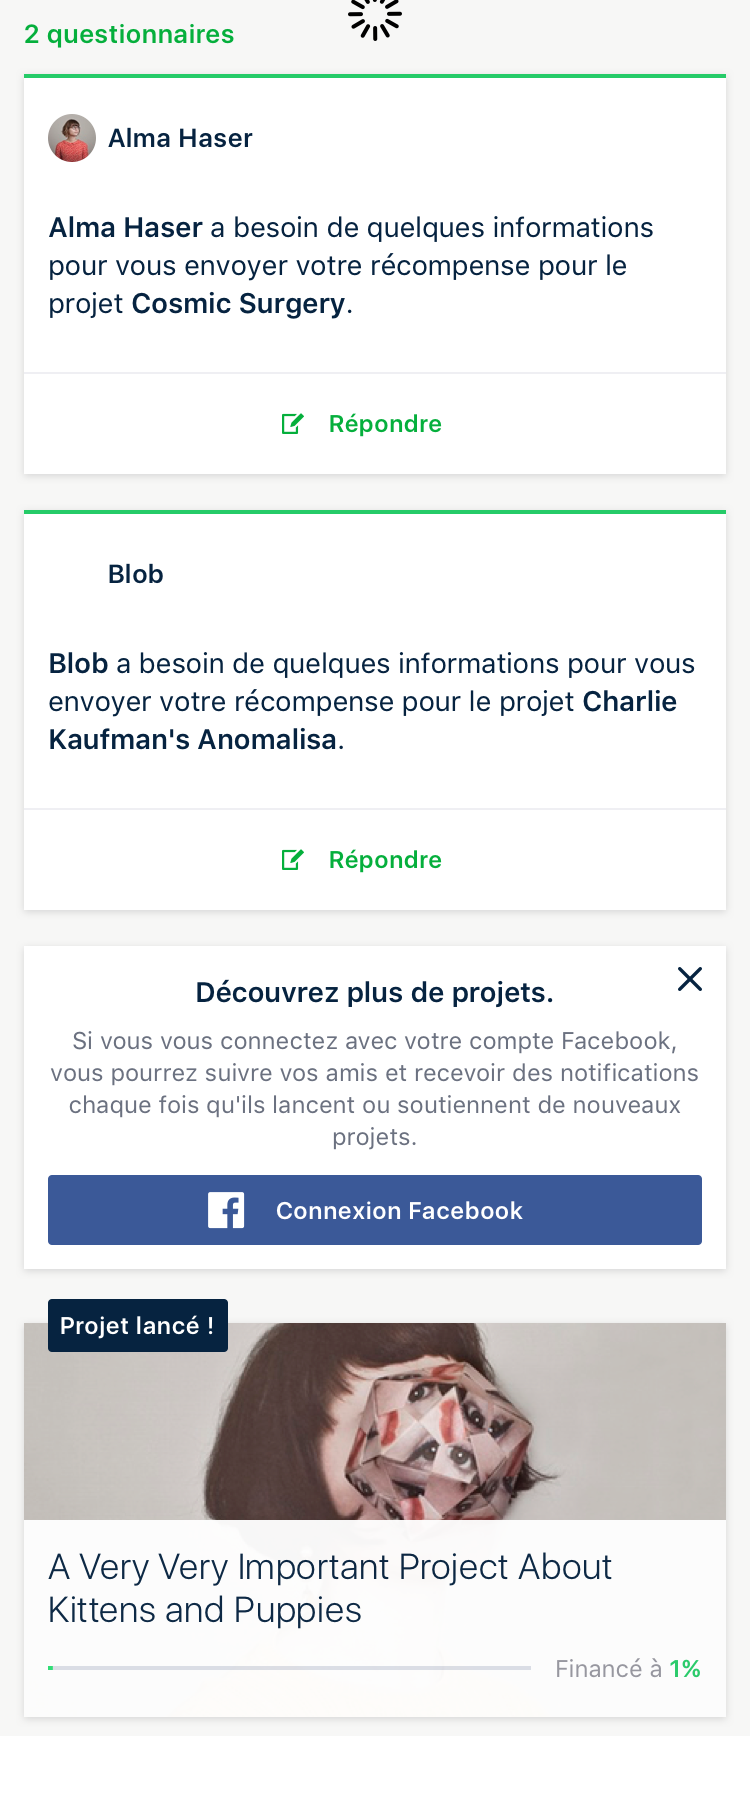 2 questionnaires
Alma Haser
Alma Haser a besoin de quelques informations
pour vous envoyer votre récompense pour le
projet Cosmic Surgery.
Répondre
Blob
Blob a besoin de quelques informations pour vous
envoyer votre récompense pour le projet Charlie
Kaufman's Anomalisa.
Répondre
Découvrez plus de projets.
Si vous vous connectez avec votre compte Facebook,
vous pourrez suivre vos amis et recevoir des notifications
chaque fois qu'ils lancent ou soutiennent de nouveaux
projets.
Connexion Facebook
Projet lancé !
A Very Very Important Project About
Kittens and Puppies
Financé à 1%